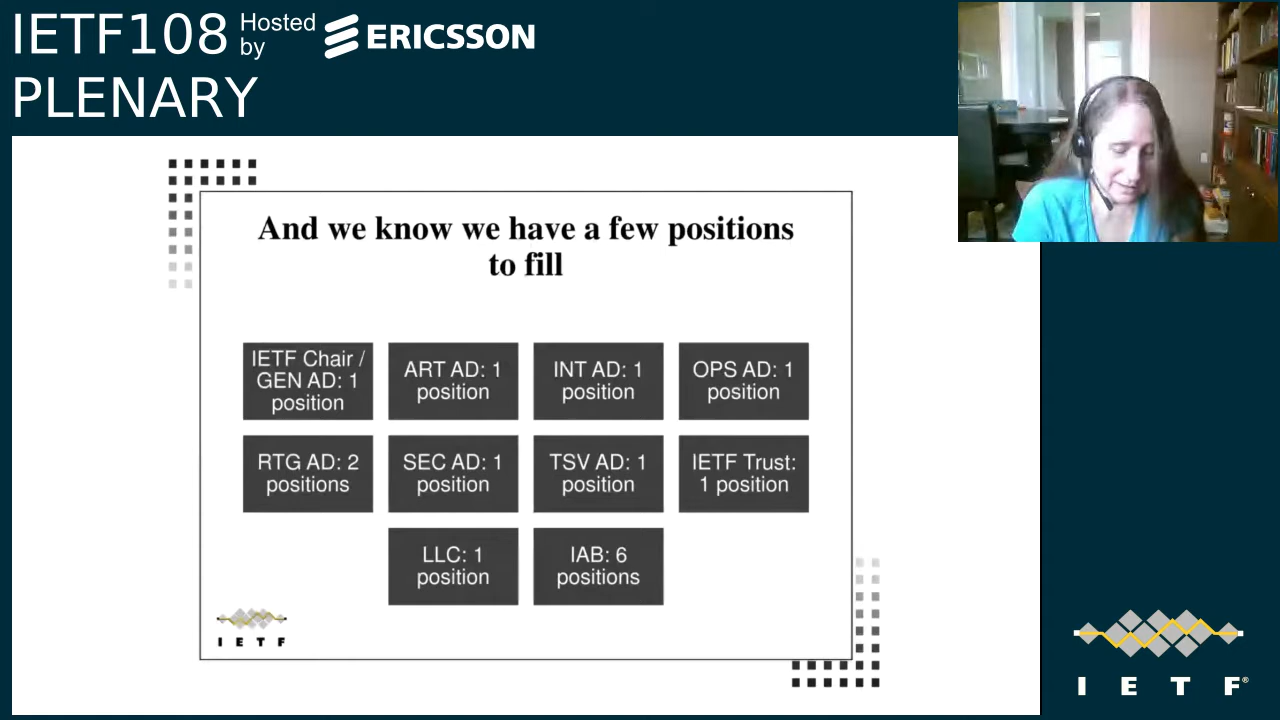 IETF108 Hosted by ERICSSON
PLENARY
And we know we have a few positions
to fill
IETF Chair /
GEN AD: 1
position
ART AD: 1
position
INT AD: 1
position
OPS AD: 1
position
RTG AD: 2
positions
SEC AD: 1
position
TSV AD: 1
position
IETF Trust:
1 position
LLC: 1
position
IAB: 6
positions
I E T F
I E T F®